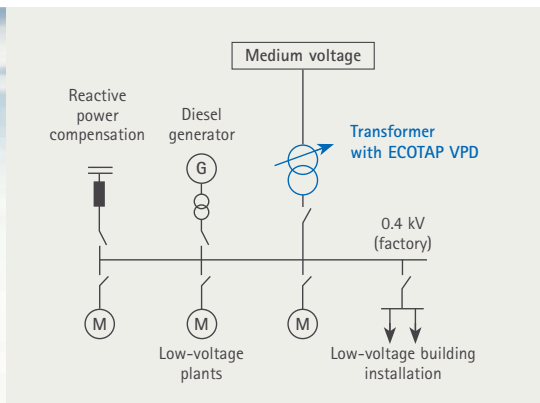 Medium voltage
Reactive
power
compensation
Diesel
generator
G
Transformer
with ECOTAP VPD
0.4 kV
(factory)
M
M
M
Low-voltage
plants
Low-voltage building
installation